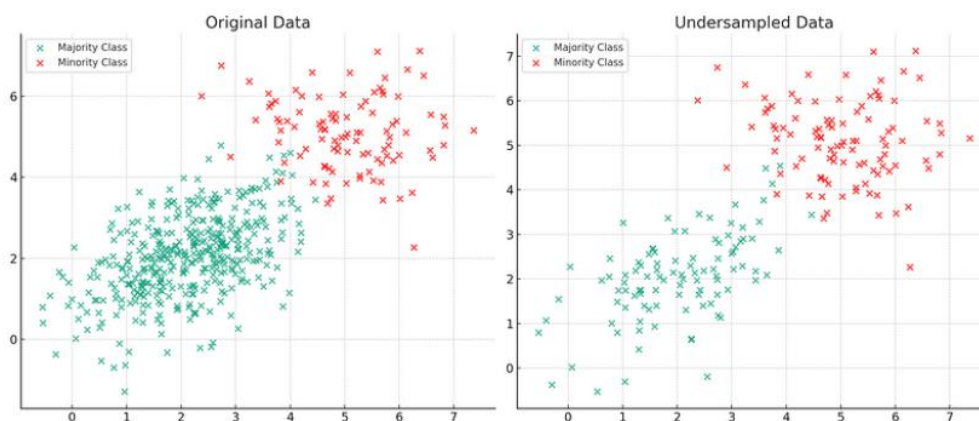 Original Data
Majority Class
Minority Class
6
4
2
0
0 1 2 3 4 5 6 7
Undersampled Data
Majority Class
Minority Class
7
6
5
4
3
2
1
0
0 1 2 3 4 5 6 7